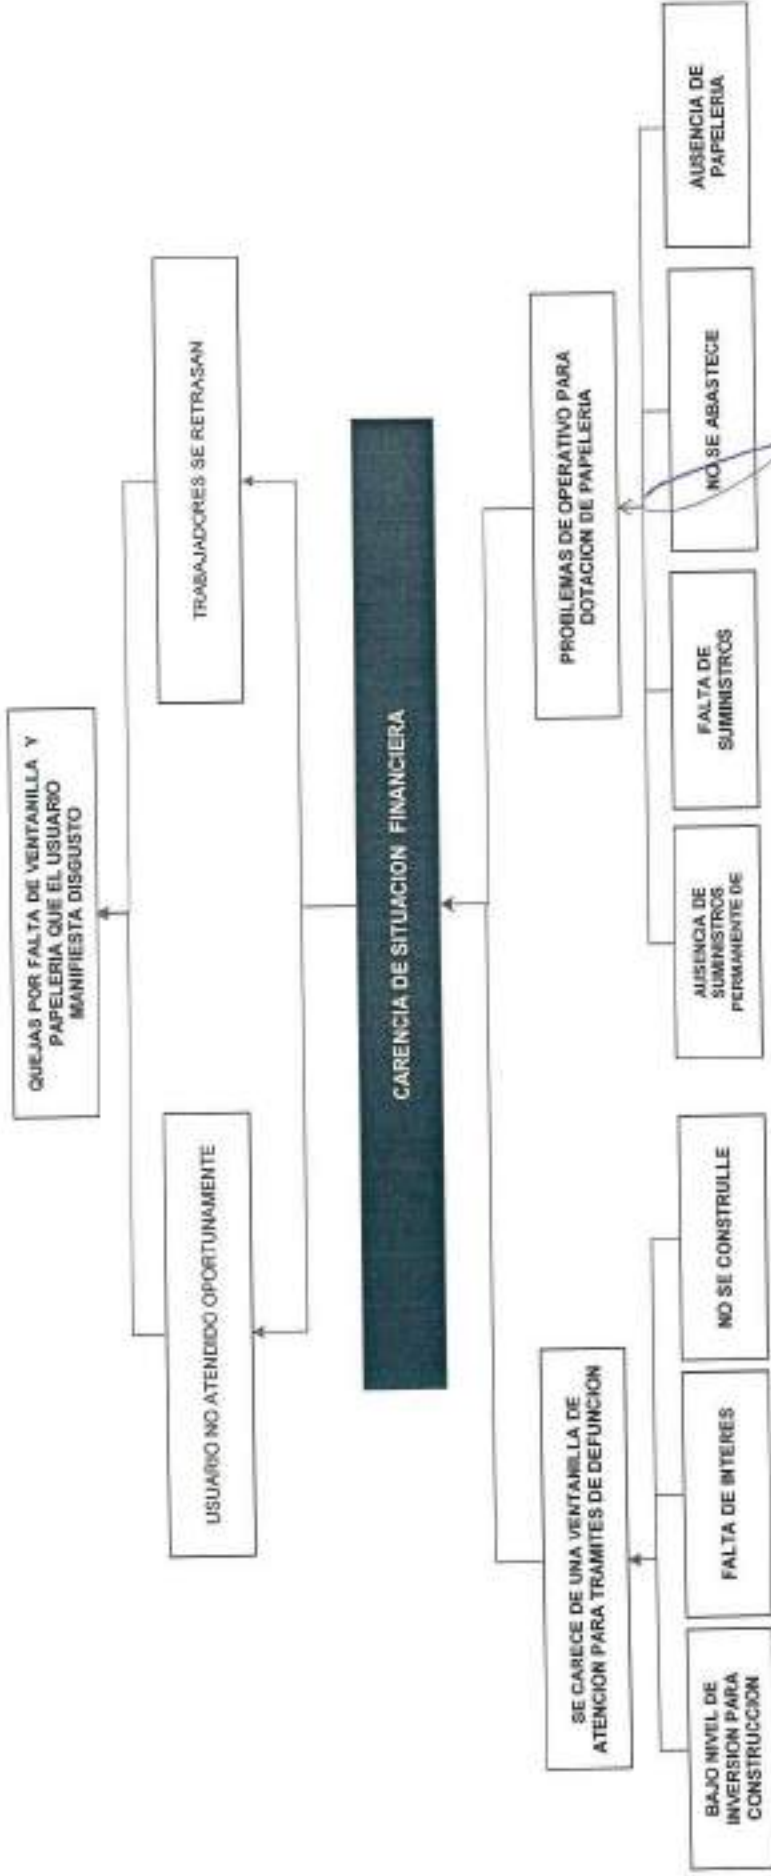 QUEJAS POR FALTA DE VENTANILLA Y
PAPELERIA QUE EL USUARIO
MANIFIESTA DISGUSTO
USUARIO NO ATENDIDO OPORTUNAMENTE
TRABAJADORES SE RETRASAN
CARENCIA DE SITUACION FINANCIERA
SE CARECE DE UNA VENTANILLA DE
ATENCION PARA TRAMITES DE DEFUNCION
PROBLEMAS DE OPERATIVO PARA
DOTACION DE PAPELERIA
BAJO NIVEL DE
INVERSION PARA
CONSTRUCCION
FALTA DE INTERES
NO SE CONSTRULLE
AUSENCIA DE
SUMINISTROS
PERMANENTE DE
FALTA DE
SUMINISTROS
NO SE ABASTECE
AUSENCIA DE
PAPELERIA